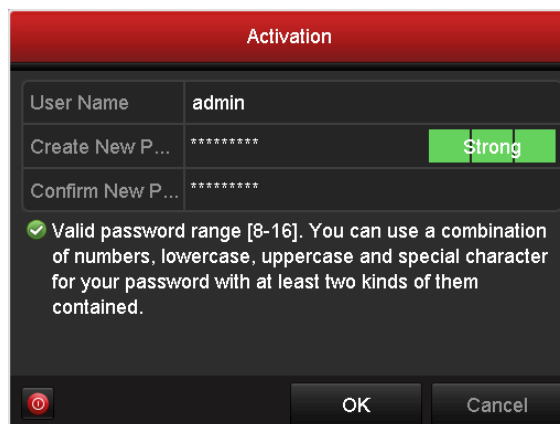 Activation
User Name admin
Create New P... ********* Strong
Confirm New P... *********
Valid password range [8-16]. You can use a combination
of numbers, lowercase, uppercase and special character
for your password with at least two kinds of them
contained.
OK Cancel